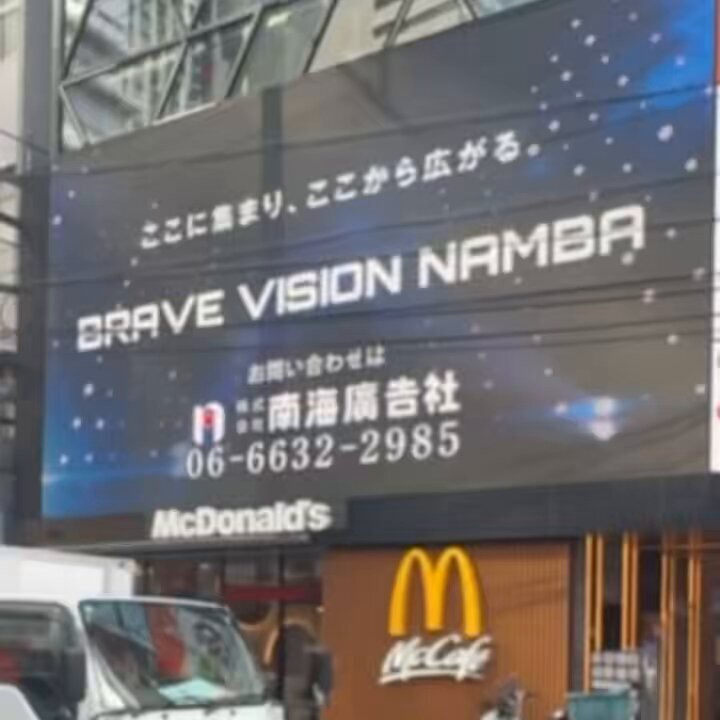 ここに集まり、ここから広がる。
BRAVE VISION NAMBA
お問い合わせは
株式会社 南海廣告社
06-6632-2985
McDonald's
McCafé